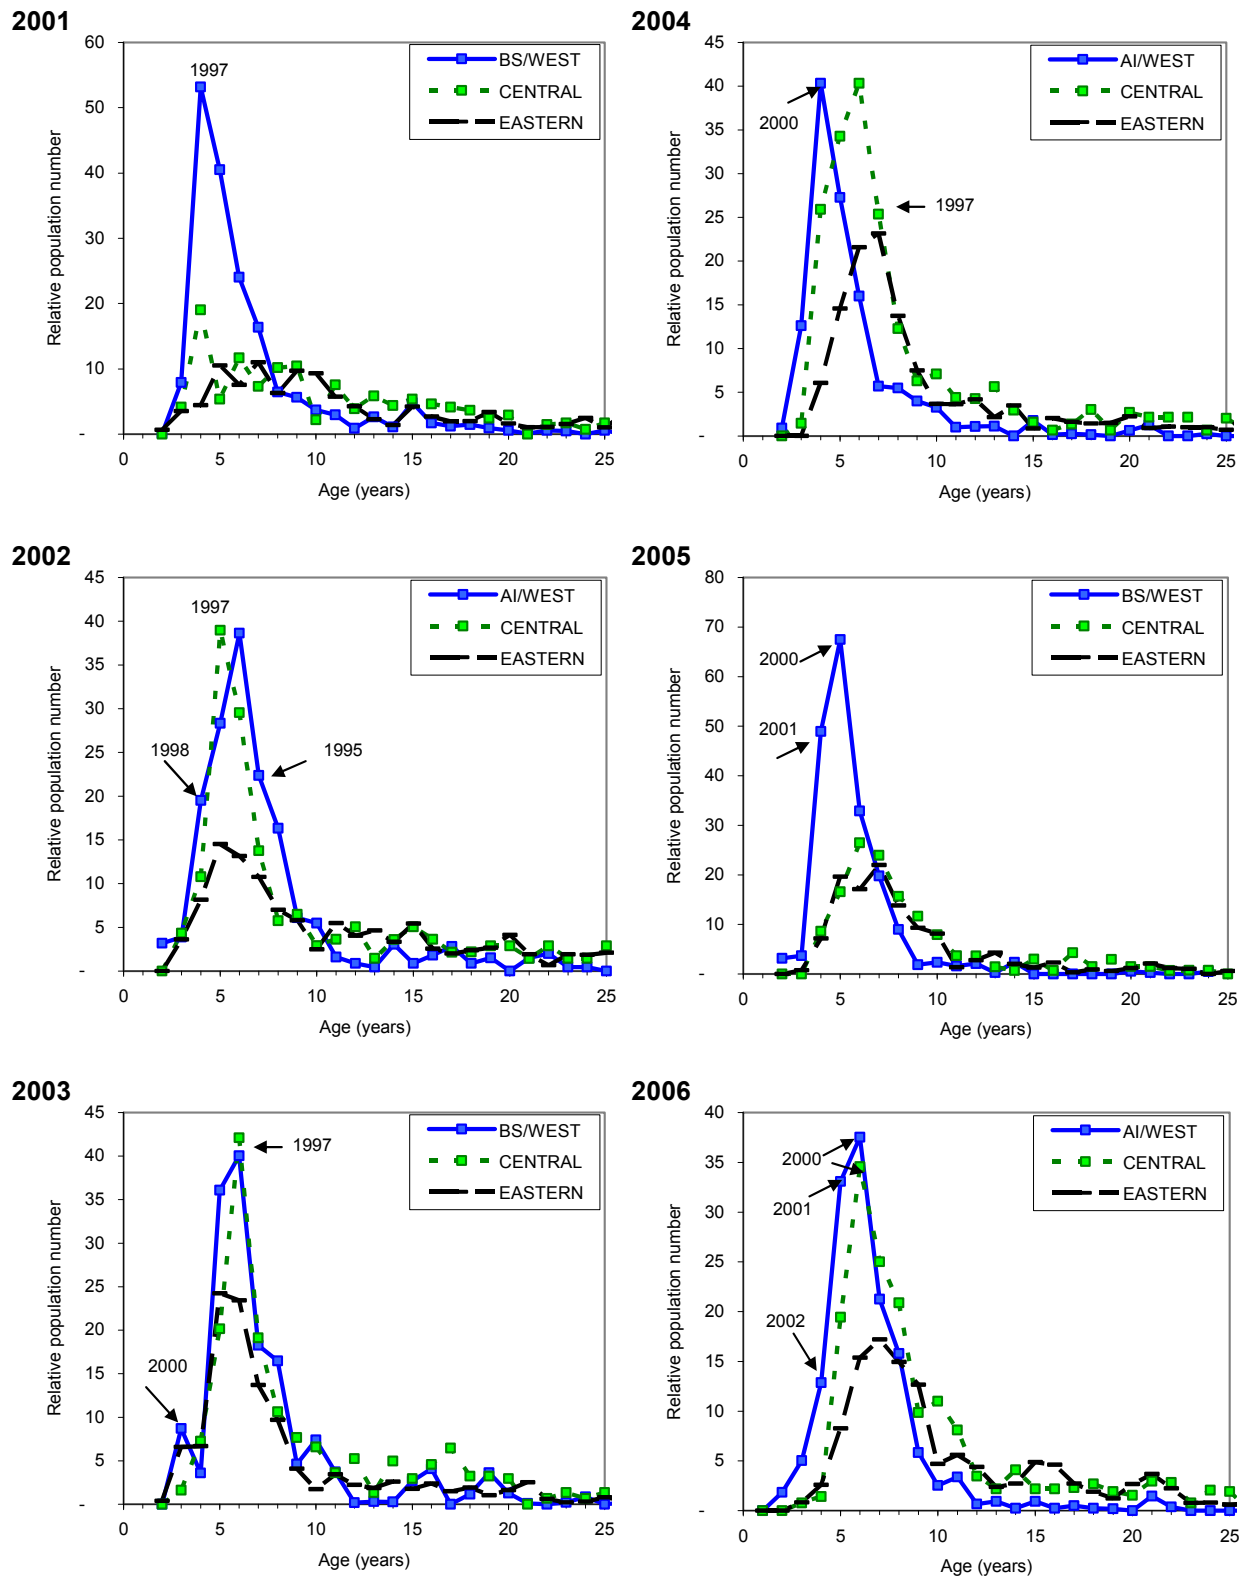 2001
60
50
40
30
20
10
-
Relative population number
1997
BS/WEST
CENTRAL
EASTERN
0 5 10 15 20 25
Age (years)
2004
45
40
35
30
25
20
15
10
5
-
Relative population number
2000
1997
AI/WEST
CENTRAL
EASTERN
0 5 10 15 20 25
Age (years)
2002
45
40
35
30
25
20
15
10
5
-
Relative population number
1997
1998
1995
AI/WEST
CENTRAL
EASTERN
0 5 10 15 20 25
Age (years)
2005
80
70
60
50
40
30
20
10
-
Relative population number
2000
2001
BS/WEST
CENTRAL
EASTERN
0 5 10 15 20 25
Age (years)
2003
45
40
35
30
25
20
15
10
5
-
Relative population number
1997
2000
BS/WEST
CENTRAL
EASTERN
0 5 10 15 20 25
Age (years)
2006
40
35
30
25
20
15
10
5
-
Relative population number
2000
2001
2002
AI/WEST
CENTRAL
EASTERN
0 5 10 15 20 25
Age (years)